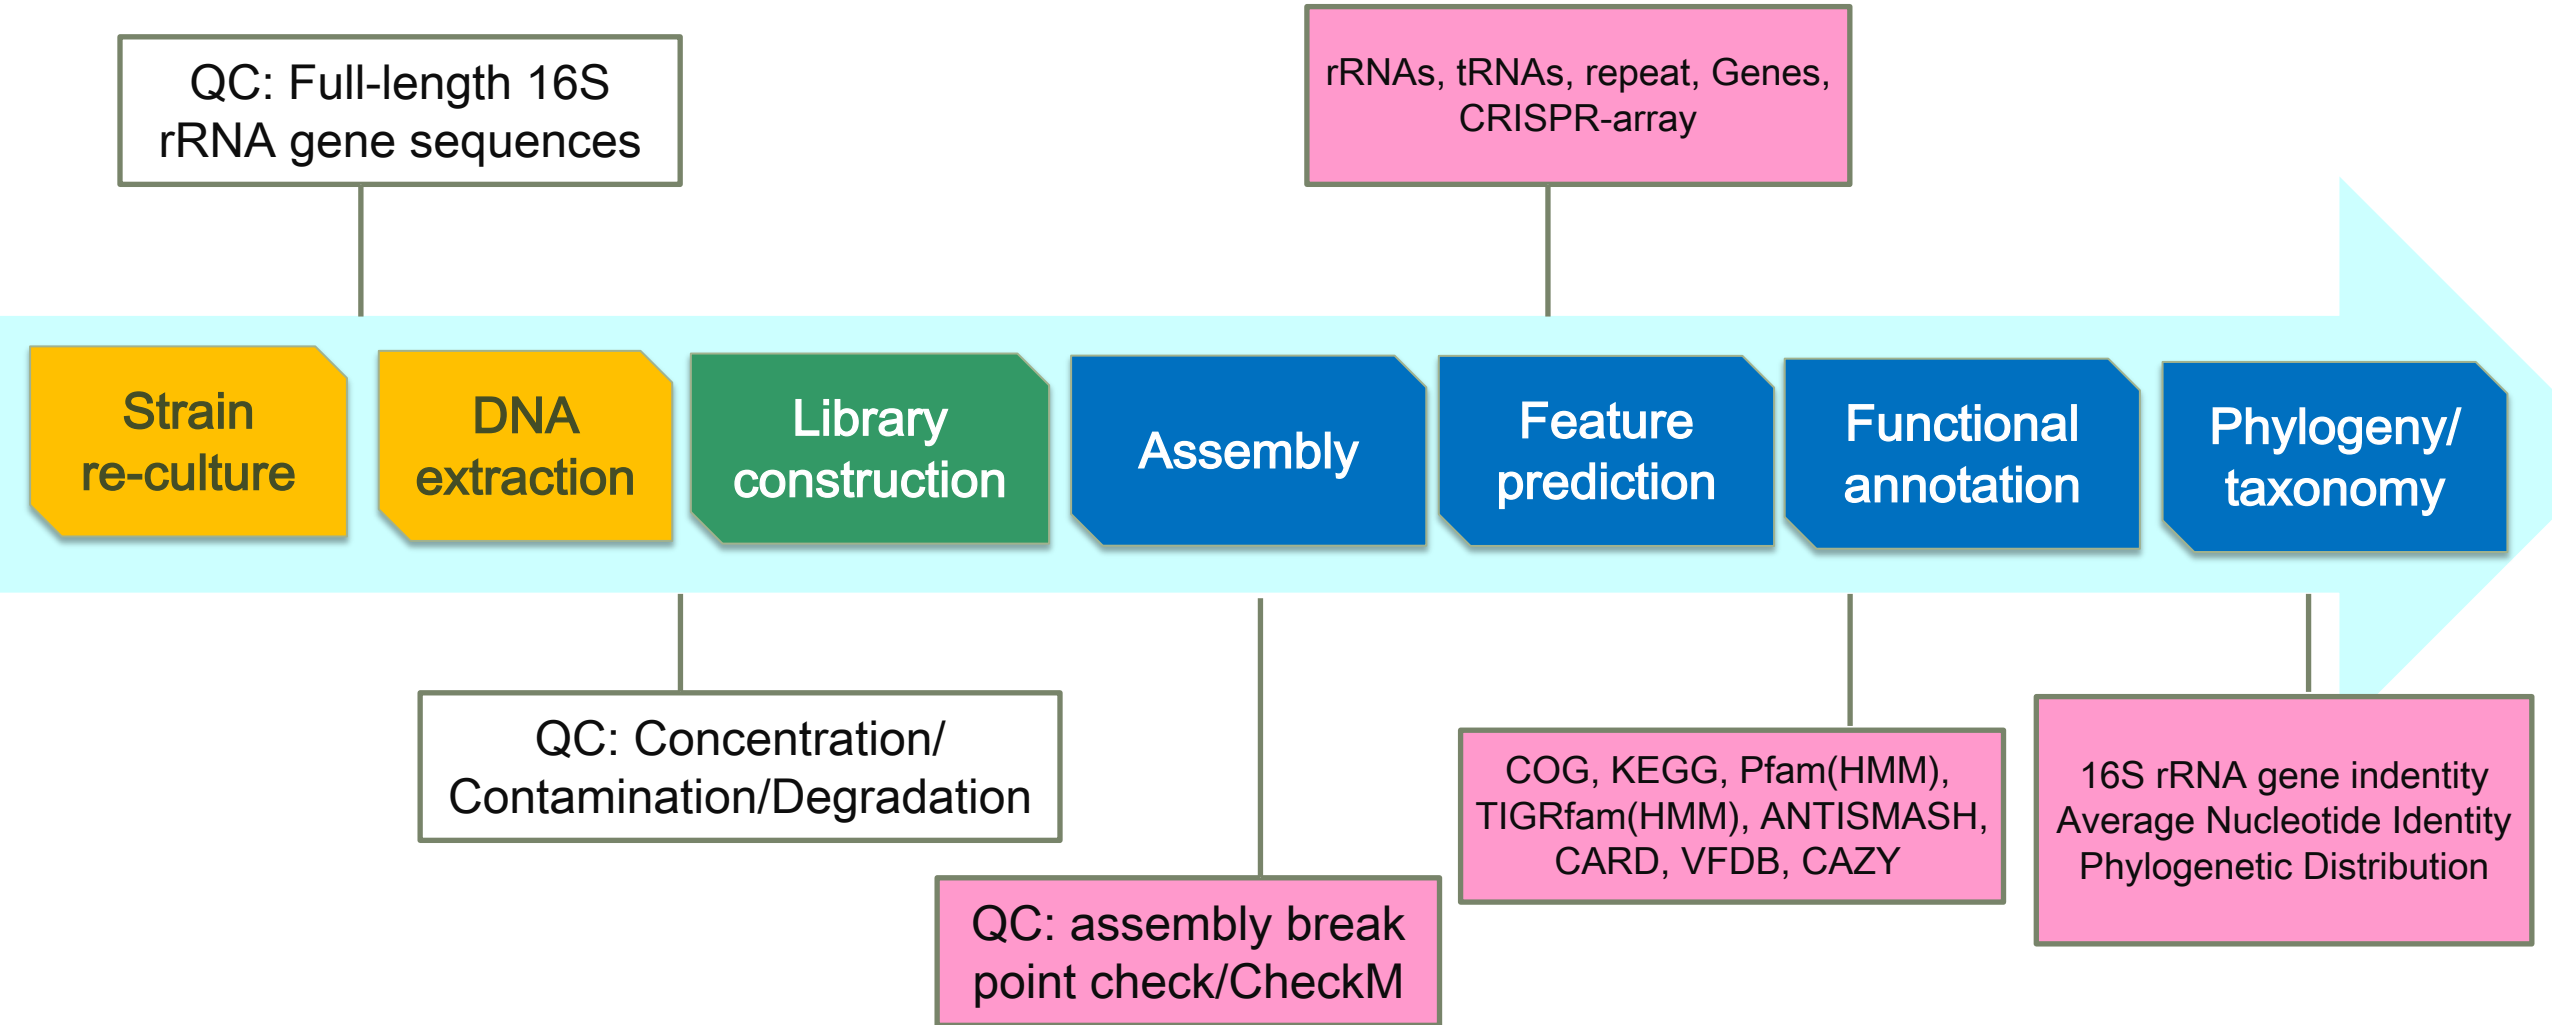 QC: Full-length 16S
rRNA gene sequences
rRNAs, tRNAs, repeat, Genes,
CRISPR-array
Strain
re-culture
DNA
extraction
Library
construction
Assembly
Feature
prediction
Functional
annotation
Phylogeny/
taxonomy
QC: Concentration/
Contamination/Degradation
QC: assembly break
point check/CheckM
COG, KEGG, Pfam(HMM),
TIGRfam(HMM), ANTISMASH,
CARD, VFDB, CAZY
16S rRNA gene indentity
Average Nucleotide Identity
Phylogenetic Distribution